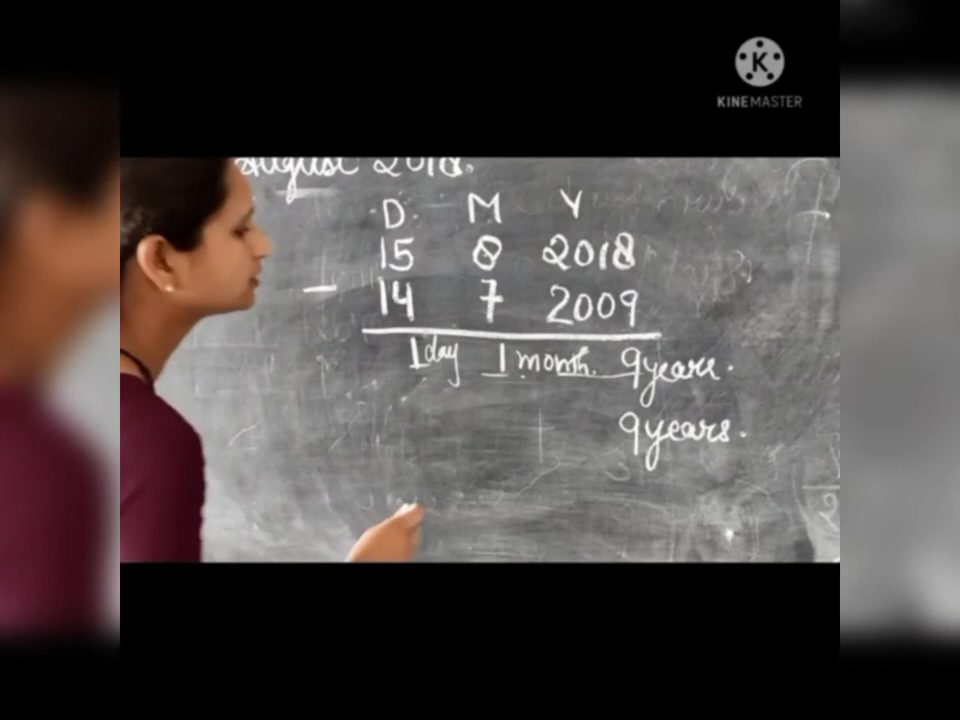 KINEMASTER
August 2018.
D. M Y
15 8 2018
- 14 7 2009
1 day 1 month. 9 years.
9 years.